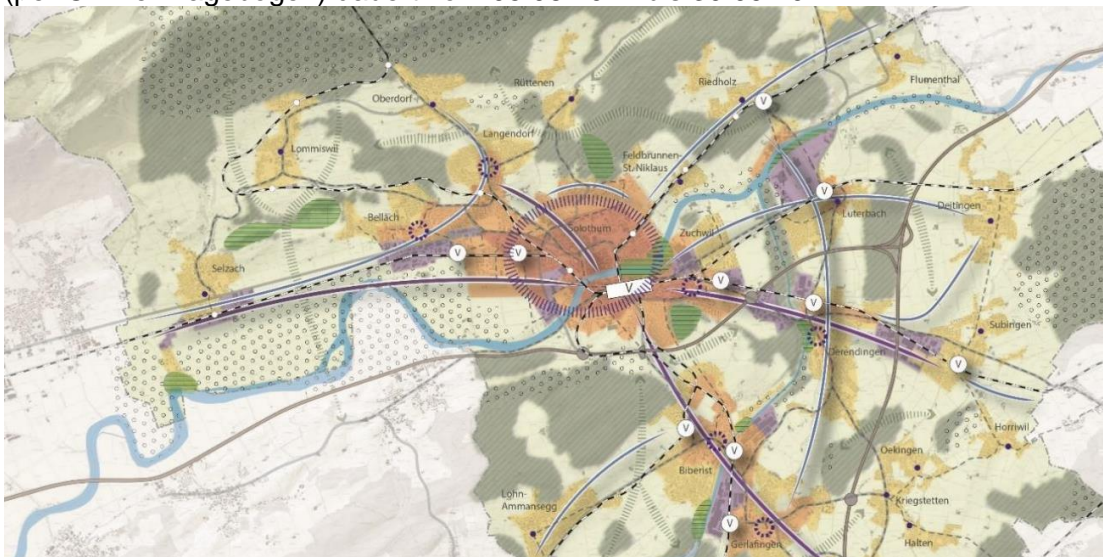 Rüttenen
Riedholz
Flumenthal
Oberdorf
Langendorf
Lommiswil
Feldbrunnen-
St. Niklaus
V
Solothurn
Bellach
Zuchwil
Luterbach
V
Deitingen
Selzach
V
V
V
V
V
Subingen
Derendingen
V
Horriwil
V
Biberist
V
Oekingen
Kriegstetten
Lohn-
Ammansegg
V
Halten
Gerlafingen